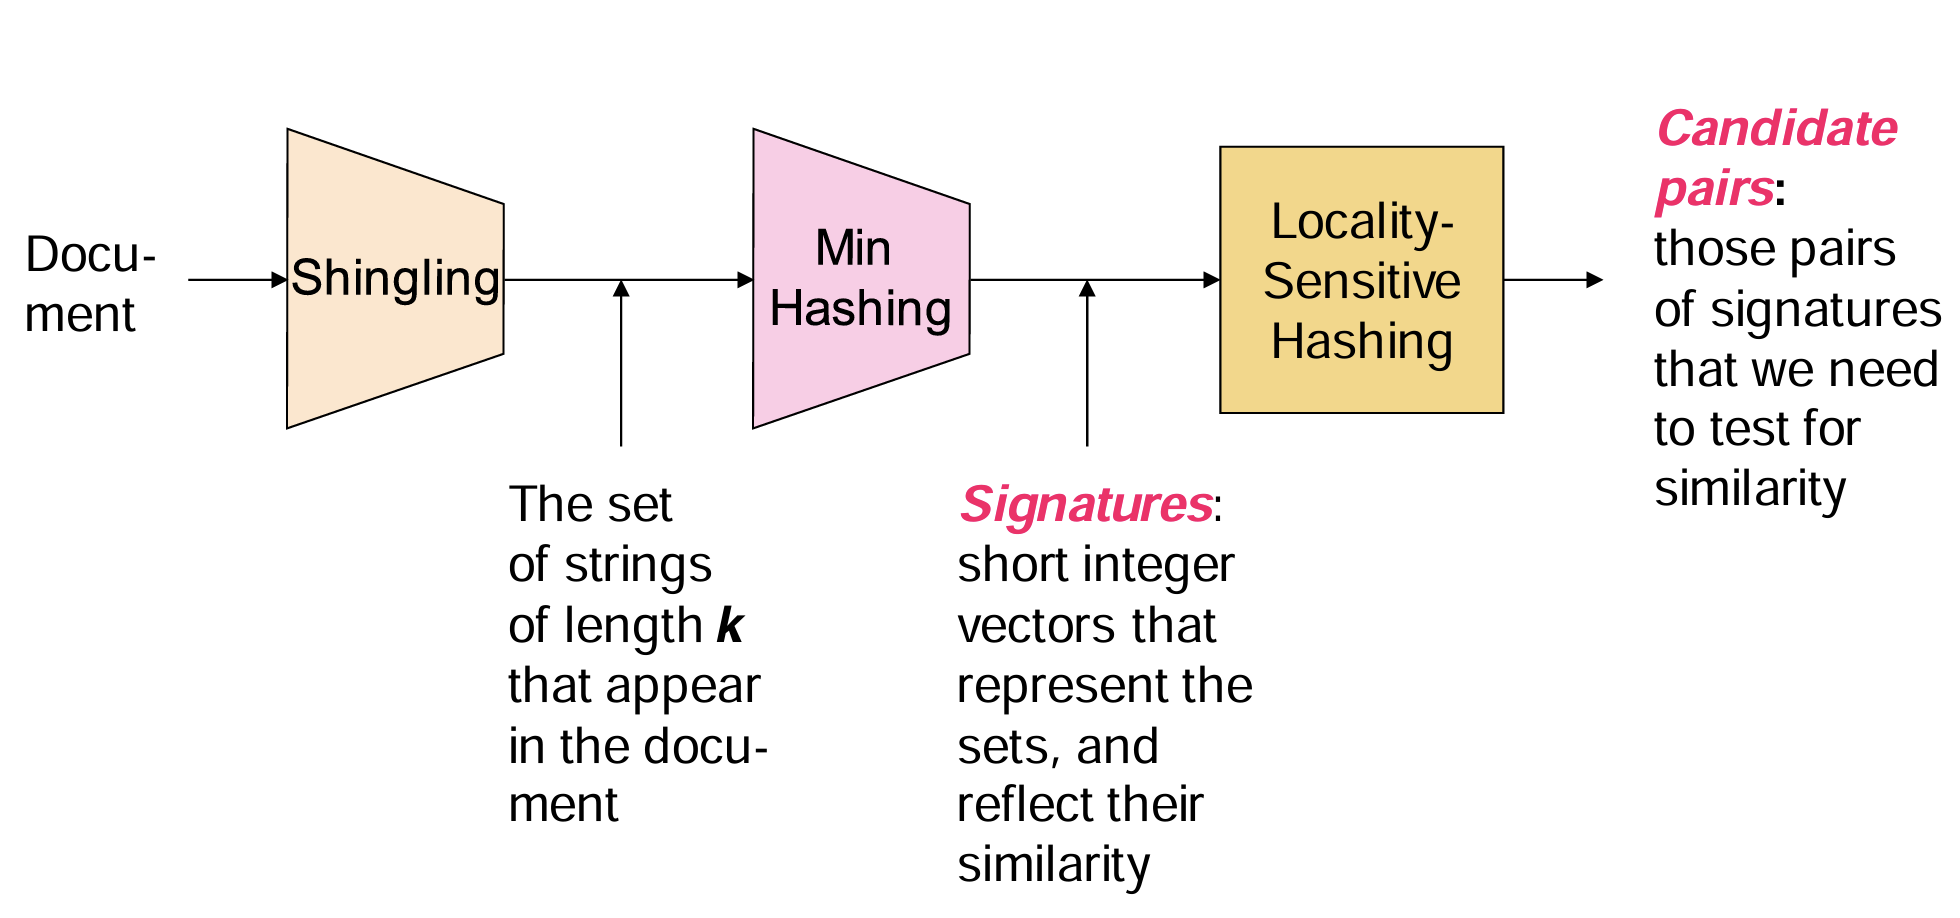 Docu-
ment
Shingling
The set
of strings
of length k
that appear
in the docu-
ment
Min
Hashing
Signatures:
short integer
vectors that
represent the
sets, and
reflect their
similarity
Locality-
Sensitive
Hashing
Candidate
pairs:
those pairs
of signatures
that we need
to test for
similarity